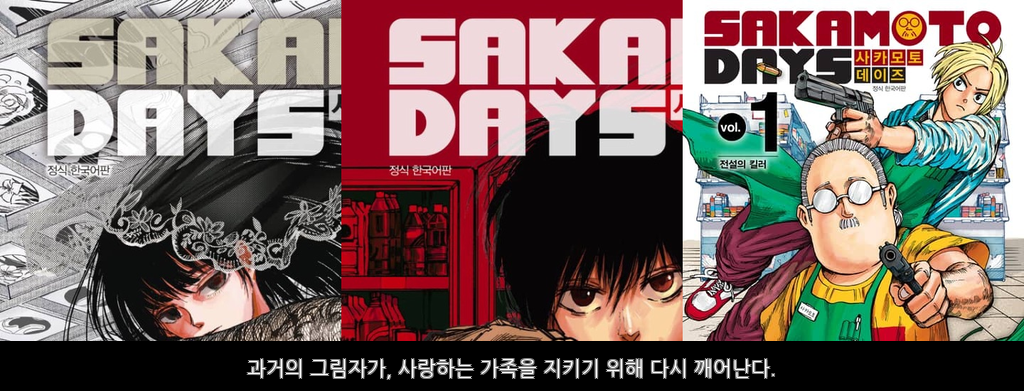 SAKA
DAYS
정식 한국어판
SAKA
DAYS
정식 한국어판
SAKAMOTO
DAYS
사카모토
데이즈
정식 한국어판
vol. 1
전설의 킬러
과거의 그림자가, 사랑하는 가족을 지키기 위해 다시 깨어난다.